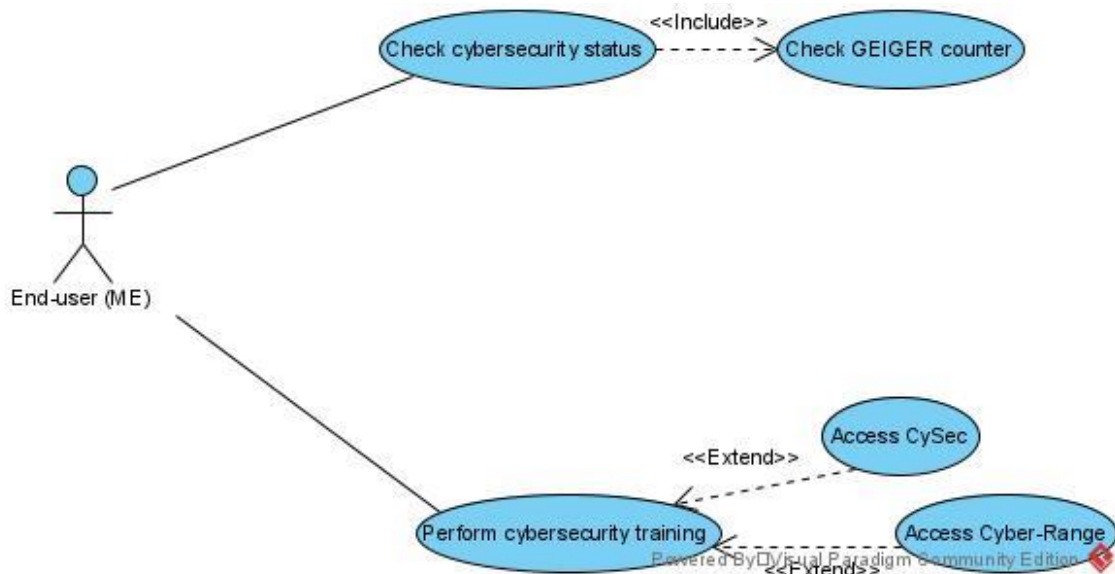 <<Include>>
Check cybersecurity status
Check GEIGER counter
End-user (ME)
Access CySec
<<Extend>>
Perform cybersecurity training
Access Cyber-Range
Powered By Visual Paradigm Community Edition
<<Extend>>